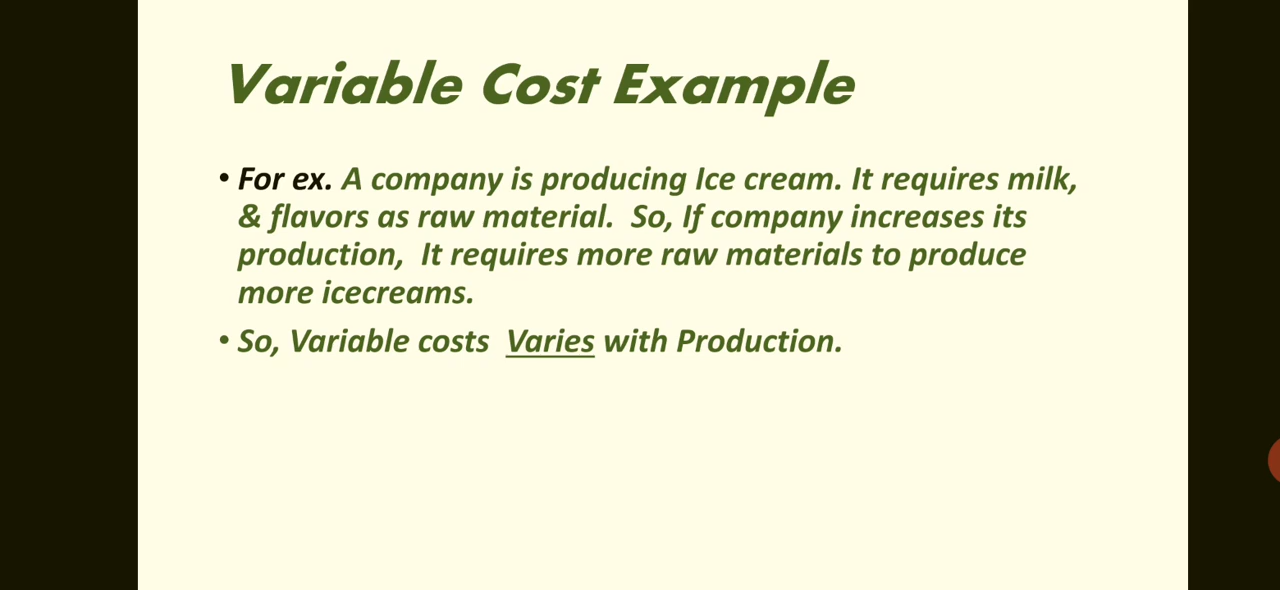 Variable Cost Example
• For ex. A company is producing Ice cream. It requires milk,
& flavors as raw material.  So, If company increases its
production,  It requires more raw materials to produce
more icecreams.
• So, Variable costs  Varies with Production.